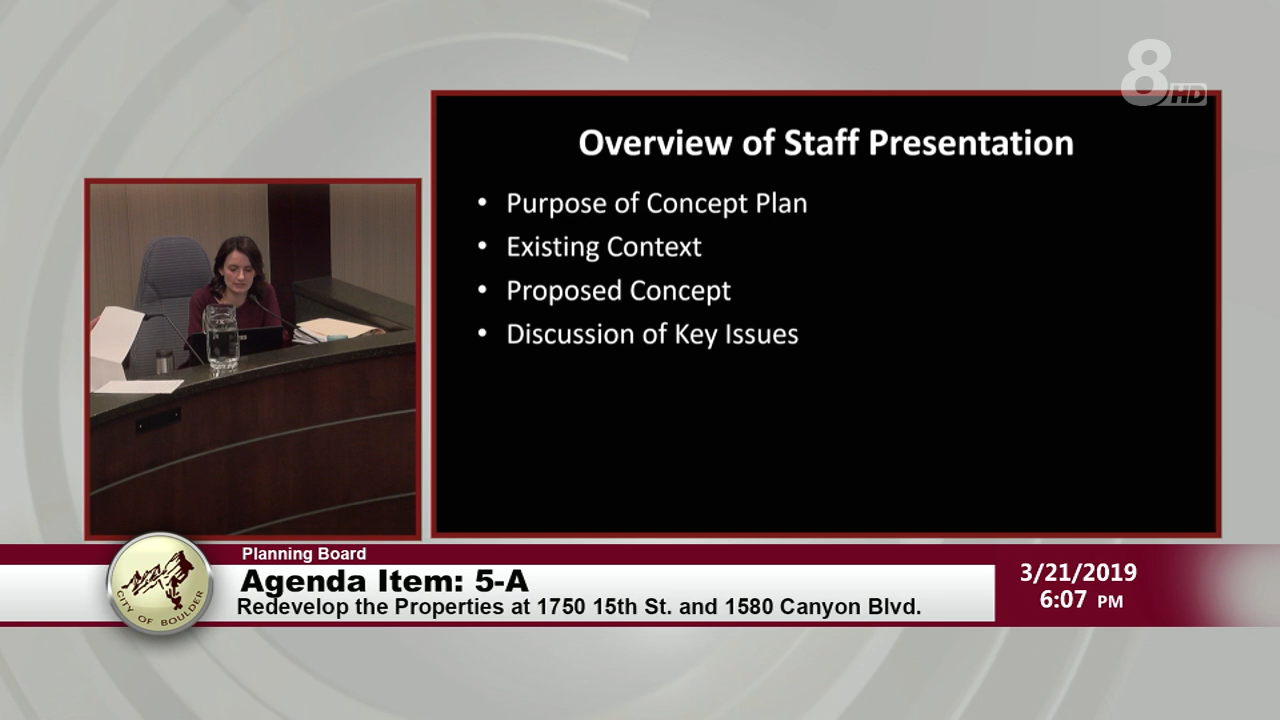 8HD
Overview of Staff Presentation
• Purpose of Concept Plan
• Existing Context
• Proposed Concept
• Discussion of Key Issues
Planning Board
Agenda Item: 5-A
Redevelop the Properties at 1750 15th St. and 1580 Canyon Blvd.
CITY OF BOULDER
3/21/2019
6:07 PM